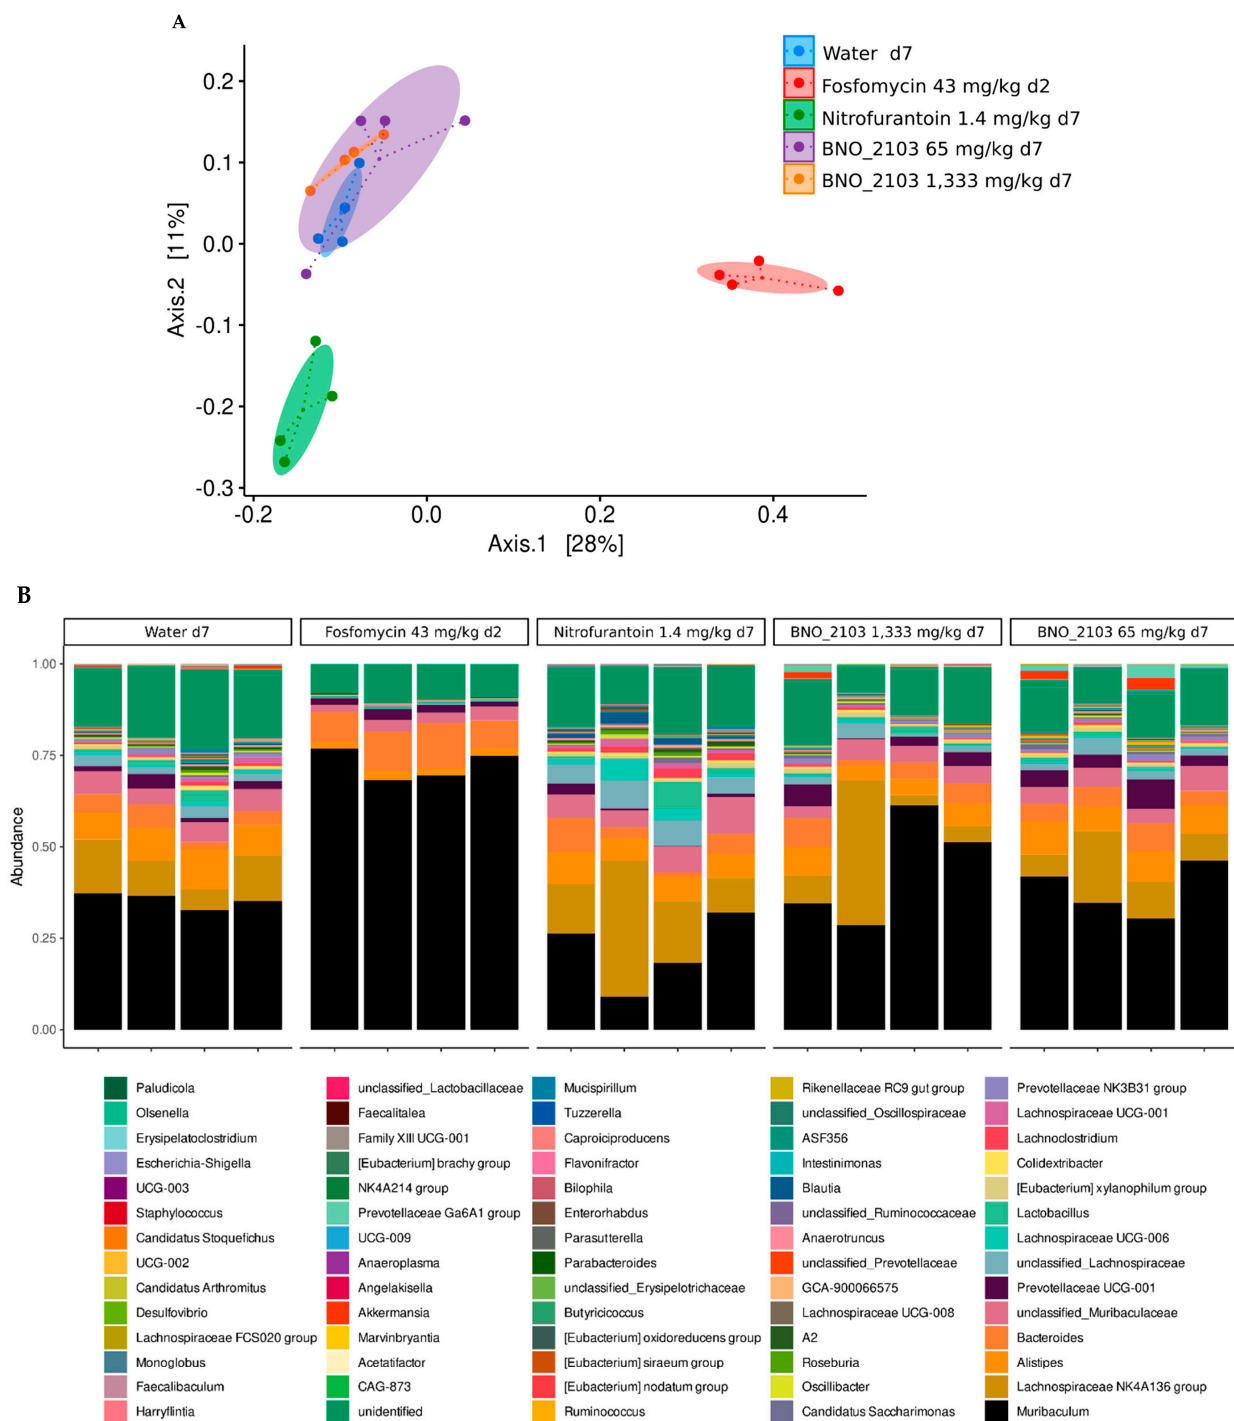 A
Water d7
Fosfomycin 43 mg/kg d2
Nitrofurantoin 1.4 mg/kg d7
BNO_2103 65 mg/kg d7
BNO_2103 1,333 mg/kg d7
0.2
0.1
0.0
-0.1
-0.2
-0.3
Axis.2 [11%]
-0.2 0.0 0.2 0.4
Axis.1 [28%]
B
Water d7 Fosfomycin 43 mg/kg d2 Nitrofurantoin 1.4 mg/kg d7 BNO_2103 1,333 mg/kg d7 BNO_2103 65 mg/kg d7
1.00
0.75
0.50
0.25
0.00
Abundance
Paludicola
Olsenella
Erysipelatoclostridium
Escherichia-Shigella
UCG-003
Staphylococcus
Candidatus Stoquefichus
UCG-002
Candidatus Arthromitus
Desulfovibrio
Lachnospiraceae FCS020 group
Monoglobus
Faecalibaculum
Harryflintia
unclassified_Lactobacillaceae
Faecalitalea
Family XIII UCG-001
[Eubacterium] brachy group
NK4A214 group
Prevotellaceae Ga6A1 group
UCG-009
Anaeroplasma
Angelakisella
Akkermansia
Marvinbryantia
Acetatifactor
CAG-873
unidentified
Mucispirillum
Tuzzerella
Caproiciproducens
Flavonifractor
Bilophila
Enterorhabdus
Parasutterella
Parabacteroides
unclassified_Erysipelotrichaceae
Butyricicoccus
[Eubacterium] oxidoreducens group
[Eubacterium] siraeum group
[Eubacterium] nodatum group
Ruminococcus
Rikenellaceae RC9 gut group
unclassified_Oscillospiraceae
ASF356
Intestinimonas
Blautia
unclassified_Ruminococcaceae
Anaerotruncus
unclassified_Prevotellaceae
GCA-900066575
Lachnospiraceae UCG-008
A2
Roseburia
Oscillibacter
Candidatus Saccharimonas
Prevotellaceae NK3B31 group
Lachnospiraceae UCG-001
Lachnoclostridium
Colidextribacter
[Eubacterium] xylanophilum group
Lactobacillus
Lachnospiraceae UCG-006
unclassified_Lachnospiraceae
Prevotellaceae UCG-001
unclassified_Muribaculaceae
Bacteroides
Alistipes
Lachnospiraceae NK4A136 group
Muribaculum